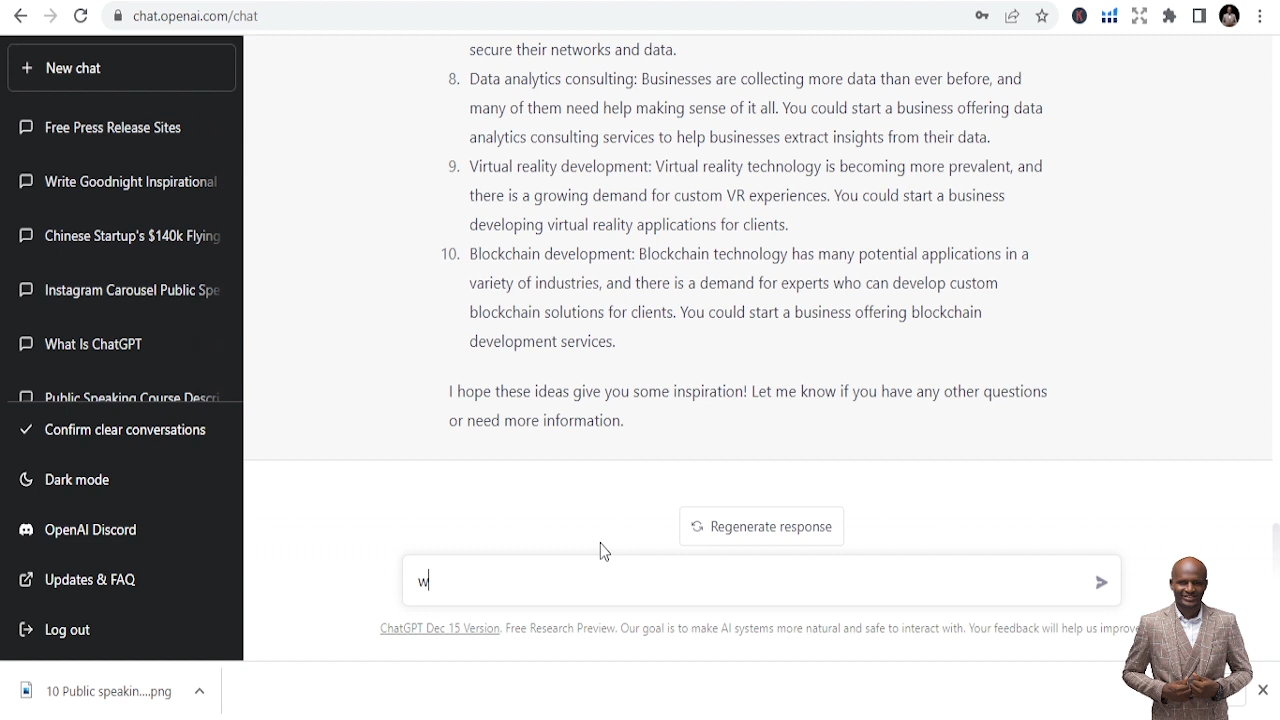 chat.openai.com/chat
New chat
Free Press Release Sites
Write Goodnight Inspirational
Chinese Startup's $140k Flying
Instagram Carousel Public Spe
What Is ChatGPT
Public Speaking Course Descri
Confirm clear conversations
Dark mode
OpenAI Discord
Updates & FAQ
Log out
secure their networks and data.
8. Data analytics consulting: Businesses are collecting more data than ever before, and
many of them need help making sense of it all. You could start a business offering data
analytics consulting services to help businesses extract insights from their data.
9. Virtual reality development: Virtual reality technology is becoming more prevalent, and
there is a growing demand for custom VR experiences. You could start a business
developing virtual reality applications for clients.
10. Blockchain development: Blockchain technology has many potential applications in a
variety of industries, and there is a demand for experts who can develop custom
blockchain solutions for clients. You could start a business offering blockchain
development services.
I hope these ideas give you some inspiration! Let me know if you have any other questions
or need more information.
Regenerate response
w
ChatGPT Dec 15 Version. Free Research Preview. Our goal is to make AI systems more natural and safe to interact with. Your feedback will help us improve
10 Public speakin....png